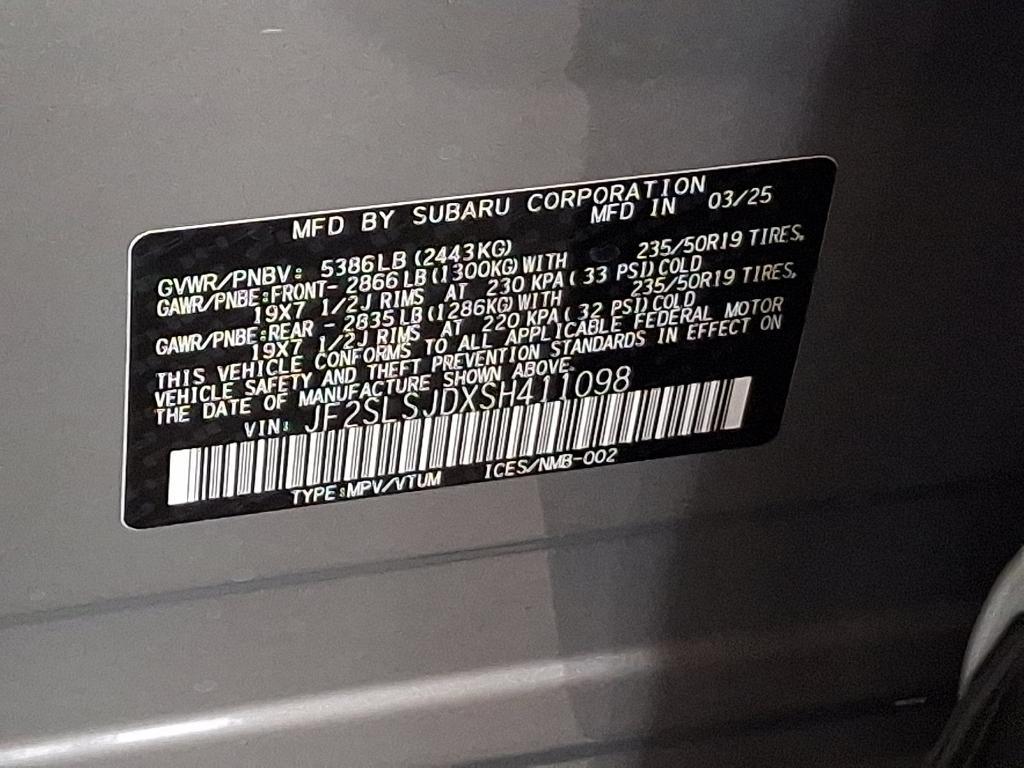 MFD BY SUBARU CORPORATION
MFD IN 03/25
GVWR/PNBV: 5386LB (2443KG)
GAWR/PNBE:FRONT- 2866 LB (1300KG) WITH 235/50R19 TIRES,
19X7 1/2J RIMS AT 230 KPA ( 33 PSI) COLD
GAWR/PNBE:REAR - 2835 LB (1286KG) WITH 235/50R19 TIRES,
19X7 1/2J RIMS AT 220 KPA ( 32 PSI) COLD
THIS VEHICLE CONFORMS TO ALL APPLICABLE FEDERAL MOTOR
VEHICLE SAFETY AND THEFT PREVENTION STANDARDS IN EFFECT ON
THE DATE OF MANUFACTURE SHOWN ABOVE.
VIN: JF2SLSJDXSH411098
TYPE:MPV/VTUM ICES/NMB-002